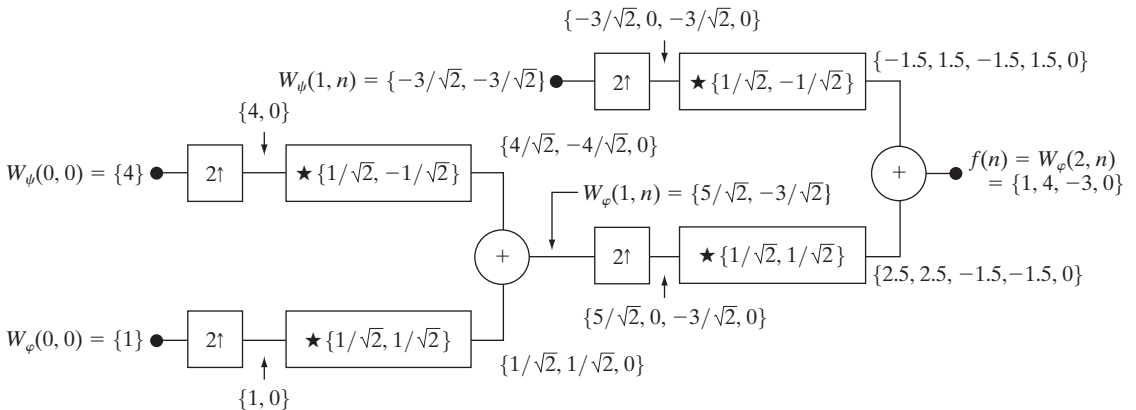 {−3/√2, 0, −3/√2, 0}
W_ψ(1, n) = {−3/√2, −3/√2}
2↑
★{1/√2, −1/√2}
{−1.5, 1.5, −1.5, 1.5, 0}
{4, 0}
W_ψ(0, 0) = {4}
2↑
★{1/√2, −1/√2}
{4/√2, −4/√2, 0}
+
f(n) = W_φ(2, n)
= {1, 4, −3, 0}
W_φ(1, n) = {5/√2, −3/√2}
+
2↑
★{1/√2, 1/√2}
{2.5, 2.5, −1.5,−1.5, 0}
{5/√2, 0, −3/√2, 0}
W_φ(0, 0) = {1}
2↑
★{1/√2, 1/√2}
{1/√2, 1/√2, 0}
{1, 0}